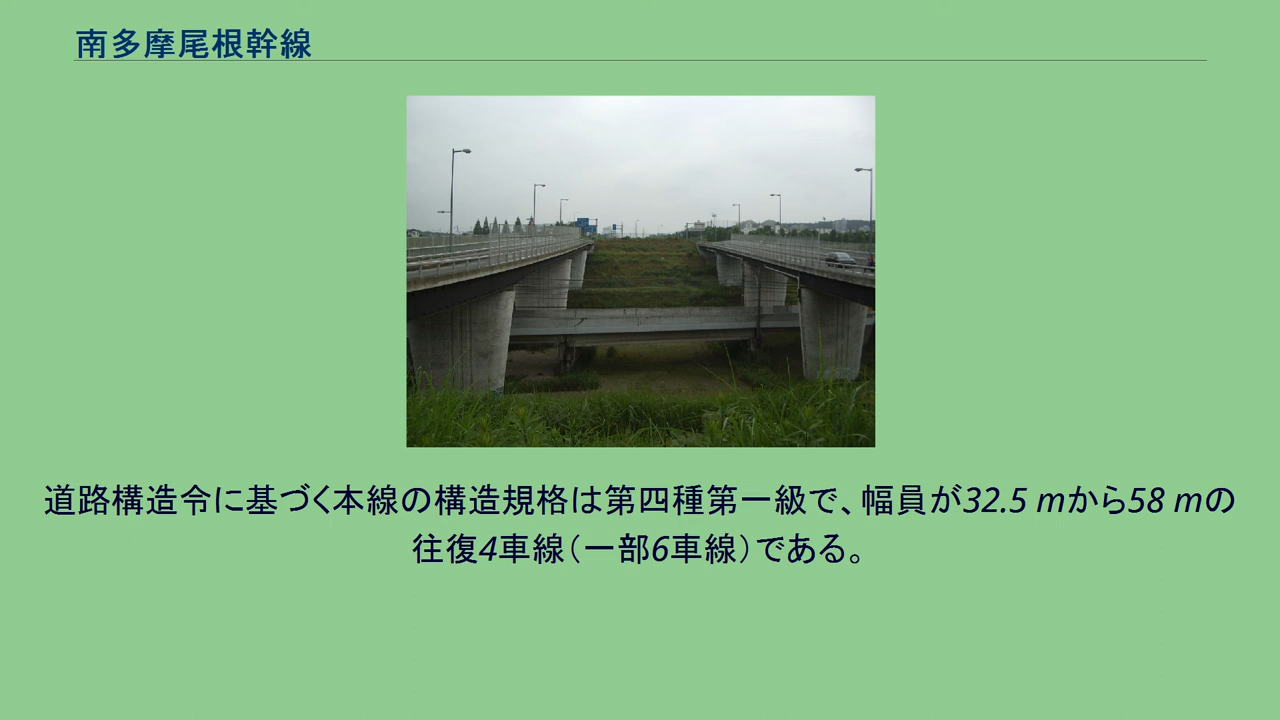 南多摩尾根幹線
道路構造令に基づく本線の構造規格は第四種第一級で、幅員が32.5 mから58 mの
往復4車線（一部6車線）である。